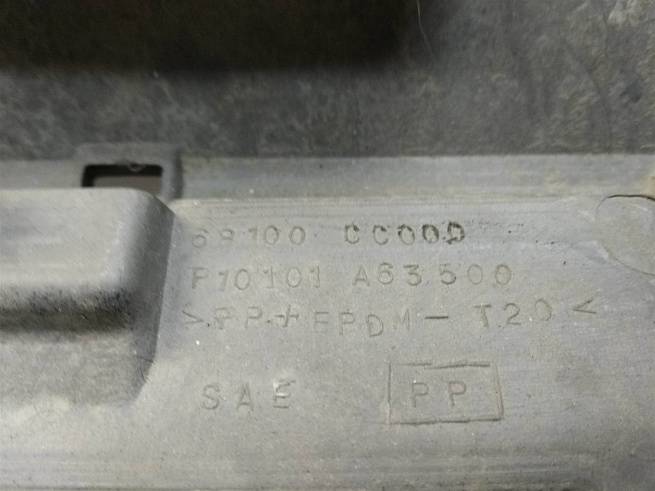 68100 CC00D
P10101 A63500
>PP+EPDM-T20<
SAE PP